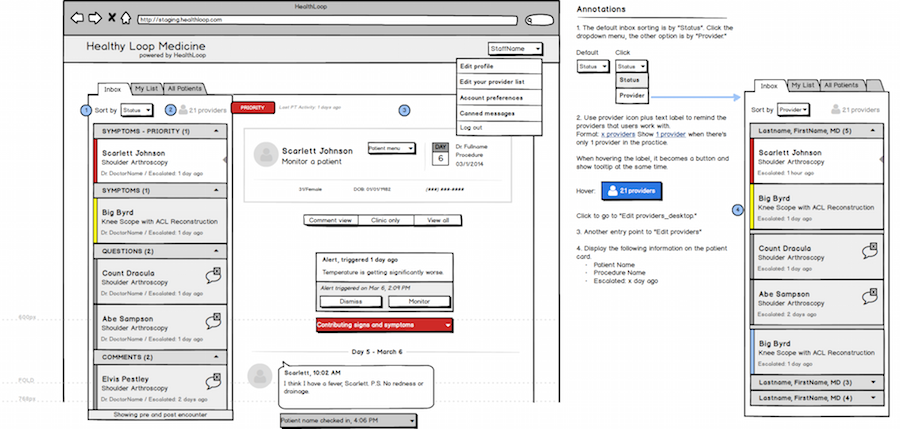 HealthLoop
http://staging.healthloop.com
Healthy Loop Medicine
powered by HealthLoop
StaffName
Edit profile
Edit your provider list
Account preferences
Canned messages
Log out
Inbox
My List
All Patients
1
Sort by
Status
2
21 providers
PRIORITY
Last PT Activity: 1 days ago
3
SYMPTOMS - PRIORITY (1)
Scarlett Johnson
Shoulder Arthroscopy
Dr DoctorName / Escalated: 1 day ago
SYMPTOMS (1)
Big Byrd
Knee Scope with ACL Reconstruction
Dr DoctorName / Escalated: 1 day ago
QUESTIONS (2)
Count Dracula
Shoulder Arthroscopy
Dr DoctorName / Escalated: 1 day ago
Abe Sampson
Shoulder Arthroscopy
Dr DoctorName / Escalated: 1 day ago
COMMENTS (2)
Elvis Pestley
Shoulder Arthroscopy
Dr DoctorName / Escalated: 2 days ago
Showing pre and post encounter
Scarlett Johnson
Monitor a patient
Patient menu
DAY
6
Dr Fullname
Procedure
03/1/2014
/Female
(###) ###-####
Comment view
Clinic only
View all
Alert, triggered 1 day ago
Temperature is getting significantly worse.
Alert triggered on Mar 6, 2:09 PM
Dismiss
Monitor
Contributing signs and symptoms
600px
Day 5 - March 6
Scarlett, 10:02 AM
I think I have a fever, Scarlett. P.S. No redness or
drainage.
FOLD
768px
Patient name checked in, 4:06 PM
Annotations
1. The default inbox sorting is by "Status". Click the
dropdown menu, the other option is by "Provider."
Default
Click
Status
Status
Status
Provider
2. Use provider icon plus text label to remind the
providers that users work with.
Format: x providers Show 1 provider when there's
only 1 provider in the practice.
When hovering the label, it becomes a button and
show tooltip at the same time.
Hover:
21 providers
Click to go to "Edit providers_desktop."
3. Another entry point to "Edit providers"
4. Display the following information on the patient
card.
- Patient Name
- Procedure Name
- Escalated: x day ago
Inbox
My List
All Patients
Sort by
Provider
21 providers
Lastname, FirstName, MD (5)
Scarlett Johnson
Shoulder Arthroscopy
Escalated: 1 hour ago
4
Big Byrd
Knee Scope with ACL Reconstruction
Escalated: 1 day ago
Count Dracula
Shoulder Arthroscopy
Escalated: 1 day ago
Abe Sampson
Shoulder Arthroscopy
Escalated: 2 days ago
Big Byrd
Knee Scope with ACL Reconstruction
Escalated: 1 day ago
Lastname, FirstName, MD (3)
Lastname, FirstName, MD (4)